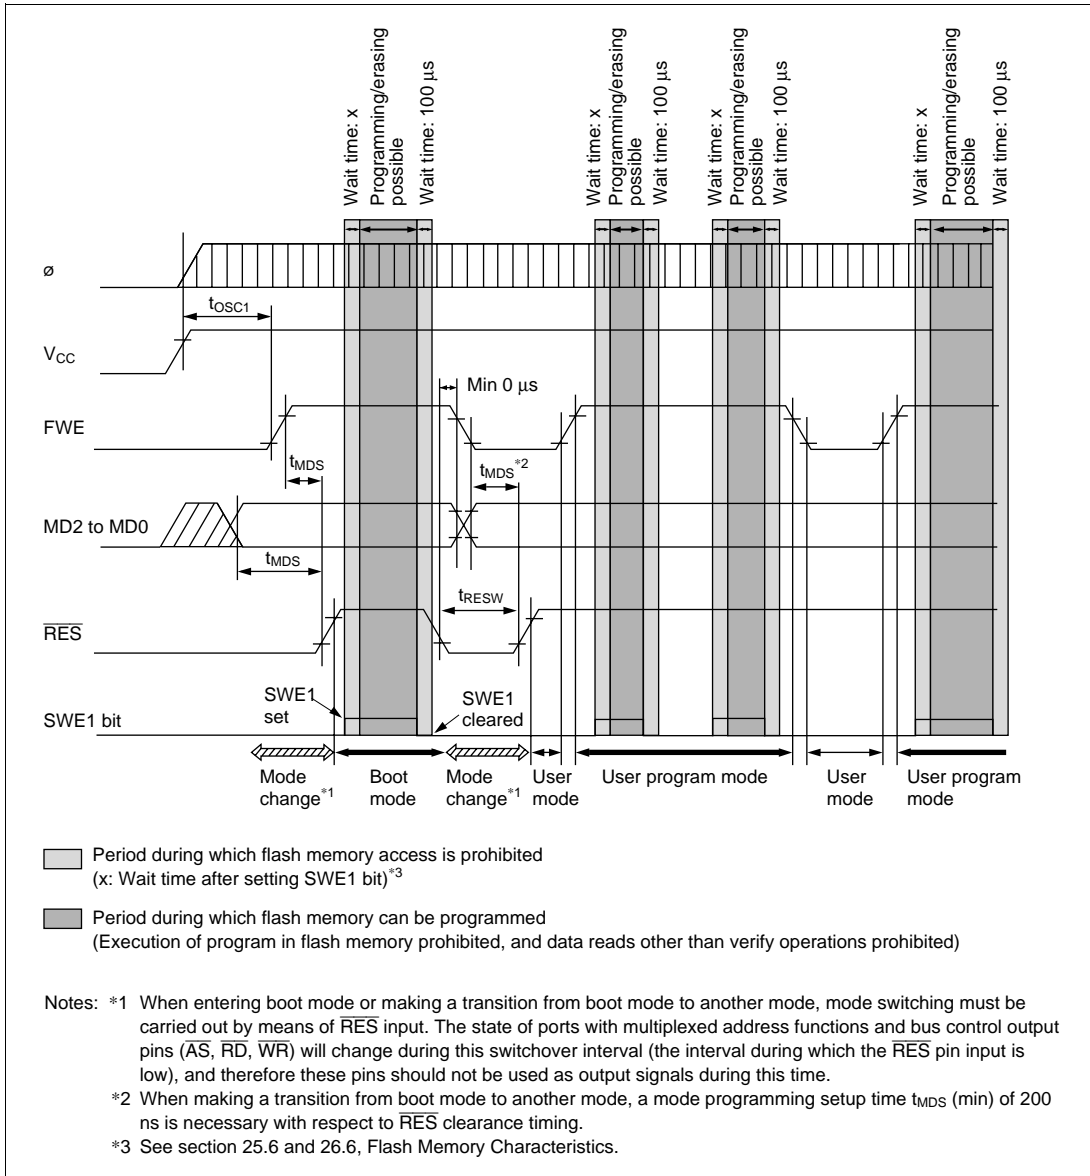 Wait time: x
Programming/erasing
possible
Wait time: 100 μs
Wait time: x
Programming/erasing
possible
Wait time: 100 μs
Wait time: x
Programming/erasing
possible
Wait time: 100 μs
Wait time: x
Programming/erasing
possible
Wait time: 100 μs
ø
tOSC1
VCC
Min 0 μs
FWE
tMDS
tMDS*2
MD2 to MD0
tMDS
tRESW
RES
SWE1
set
SWE1
cleared
SWE1 bit
Mode
change*1
Boot
mode
Mode
change*1
User
mode
User program mode
User
mode
User program
mode
Period during which flash memory access is prohibited
(x: Wait time after setting SWE1 bit)*3
Period during which flash memory can be programmed
(Execution of program in flash memory prohibited, and data reads other than verify operations prohibited)
Notes: *1 When entering boot mode or making a transition from boot mode to another mode, mode switching must be
carried out by means of RES input. The state of ports with multiplexed address functions and bus control output
pins (AS, RD, WR) will change during this switchover interval (the interval during which the RES pin input is
low), and therefore these pins should not be used as output signals during this time.
*2 When making a transition from boot mode to another mode, a mode programming setup time tMDS (min) of 200
ns is necessary with respect to RES clearance timing.
*3 See section 25.6 and 26.6, Flash Memory Characteristics.